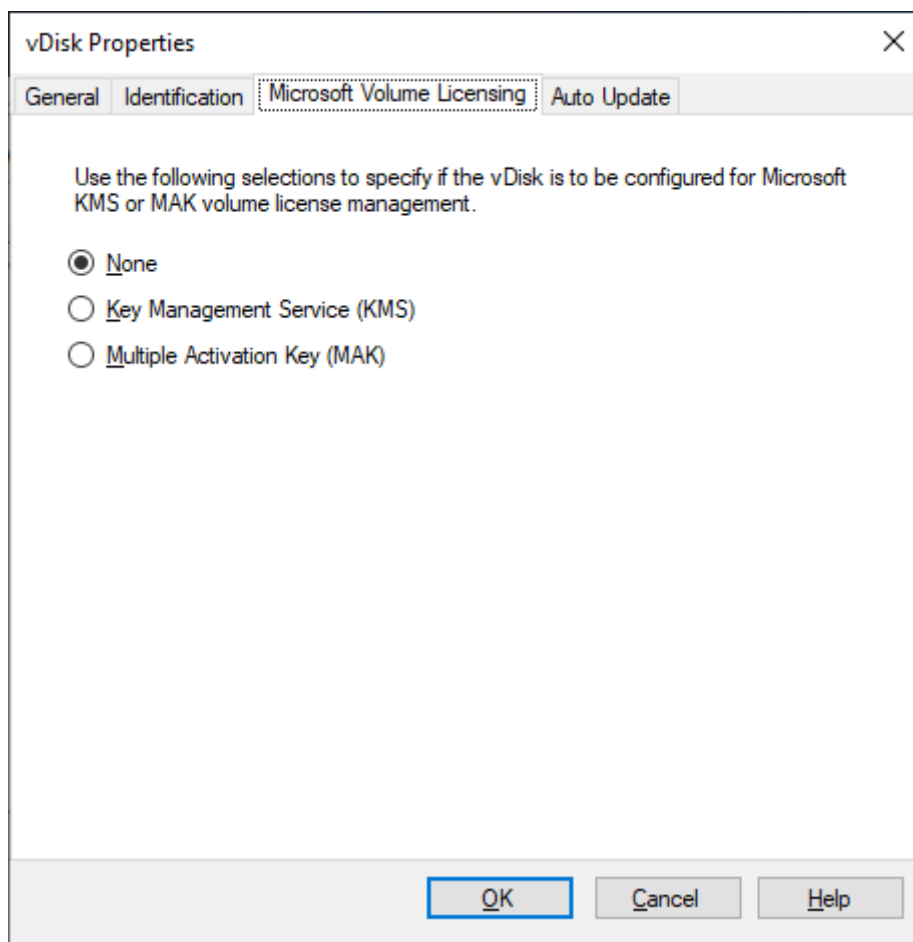 vDisk Properties
General Identification Microsoft Volume Licensing Auto Update
Use the following selections to specify if the vDisk is to be configured for Microsoft
KMS or MAK volume license management.
None
Key Management Service (KMS)
Multiple Activation Key (MAK)
OK Cancel Help